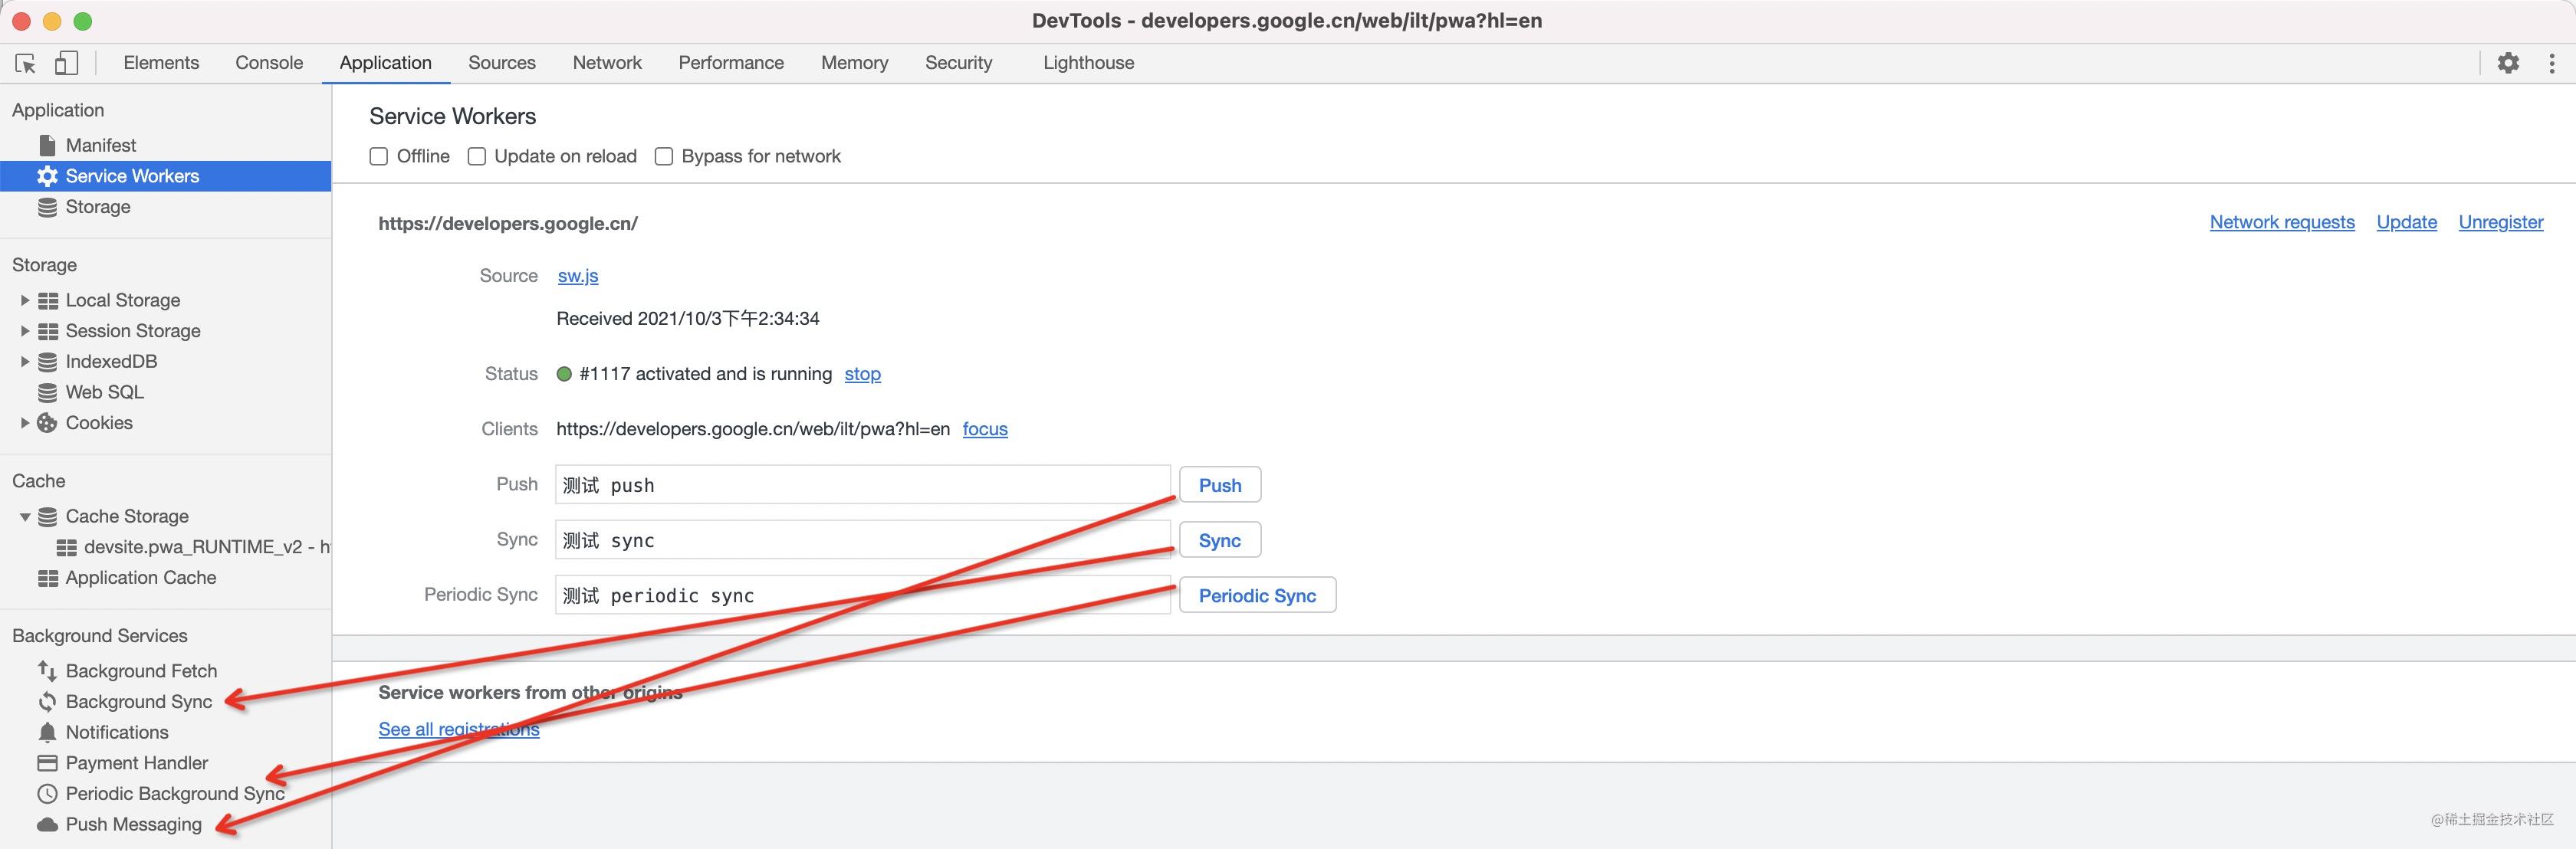 DevTools - developers.google.cn/web/ilt/pwa?hl=en
Elements Console Application Sources Network Performance Memory Security Lighthouse
Application
Manifest
Service Workers
Storage
Storage
Local Storage
Session Storage
IndexedDB
Web SQL
Cookies
Cache
Cache Storage
devsite.pwa_RUNTIME_v2 - h
Application Cache
Background Services
Background Fetch
Background Sync
Notifications
Payment Handler
Periodic Background Sync
Push Messaging
Service Workers
Offline Update on reload Bypass for network
https://developers.google.cn/ Network requests Update Unregister
Source sw.js
Received 2021/10/3下午2:34:34
Status #1117 activated and is running stop
Clients https://developers.google.cn/web/ilt/pwa?hl=en focus
Push 测试 push Push
Sync 测试 sync Sync
Periodic Sync 测试 periodic sync Periodic Sync
Service workers from other origins
See all registrations
@稀土掘金技术社区